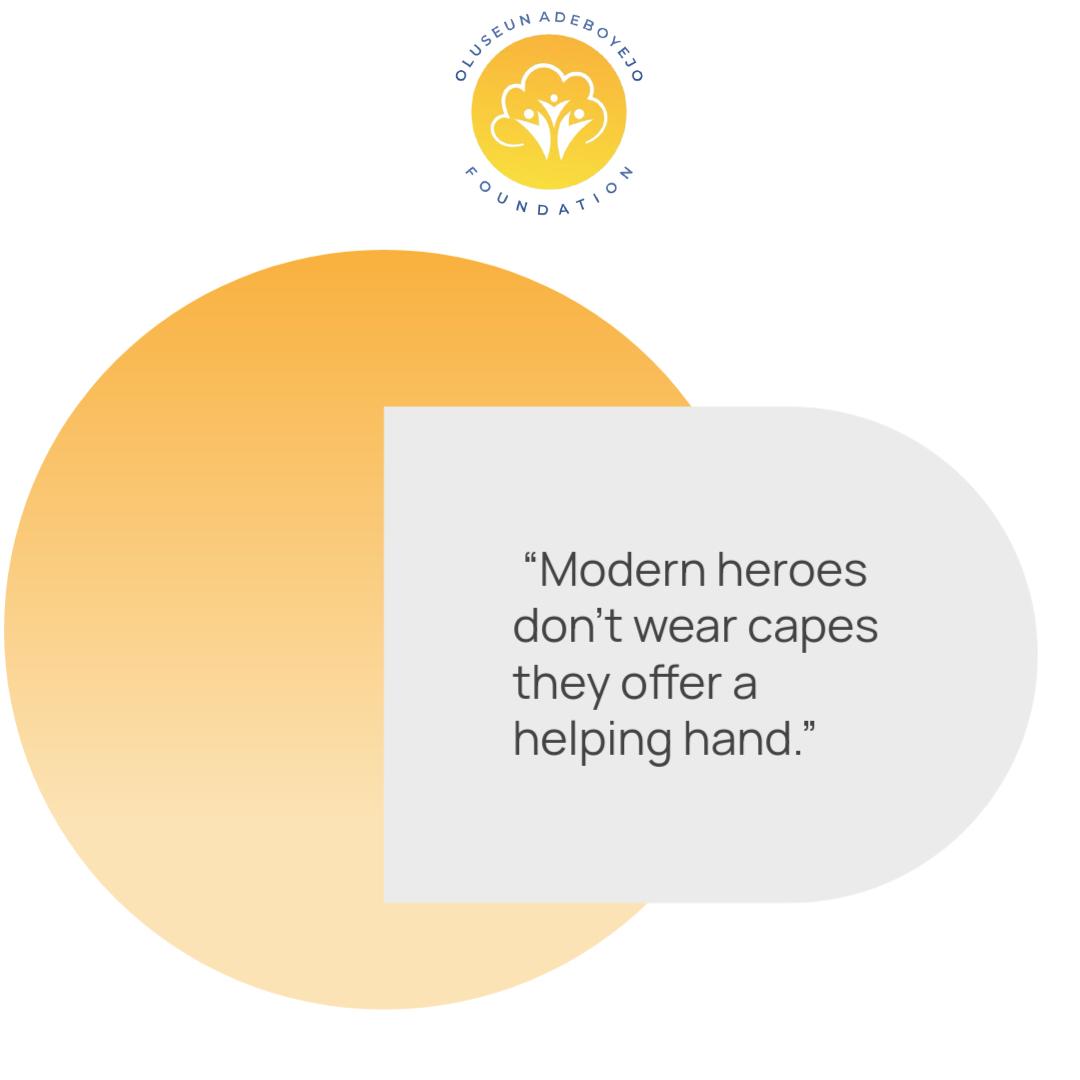 OLUSEUN ADEBOYEJO
FOUNDATION
“Modern heroes
don’t wear capes
they offer a
helping hand.”